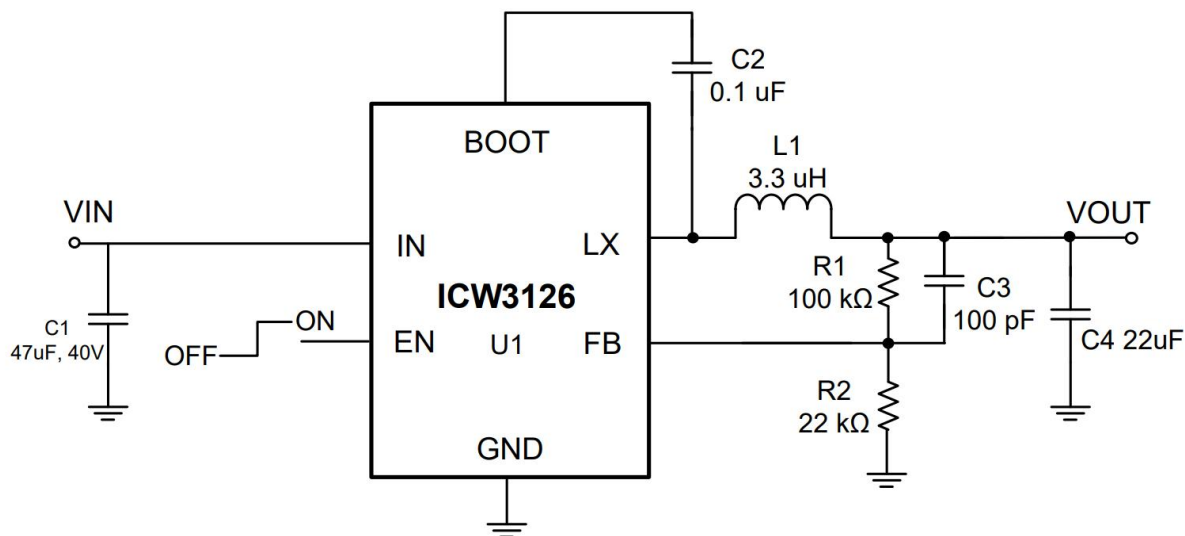 C2
0.1 uF
BOOT
L1
3.3 uH
VIN
VOUT
IN
LX
R1
100 kΩ
ICW3126
C3
100 pF
C1
47uF, 40V
ON
OFF
EN
U1
FB
C4 22uF
R2
22 kΩ
GND